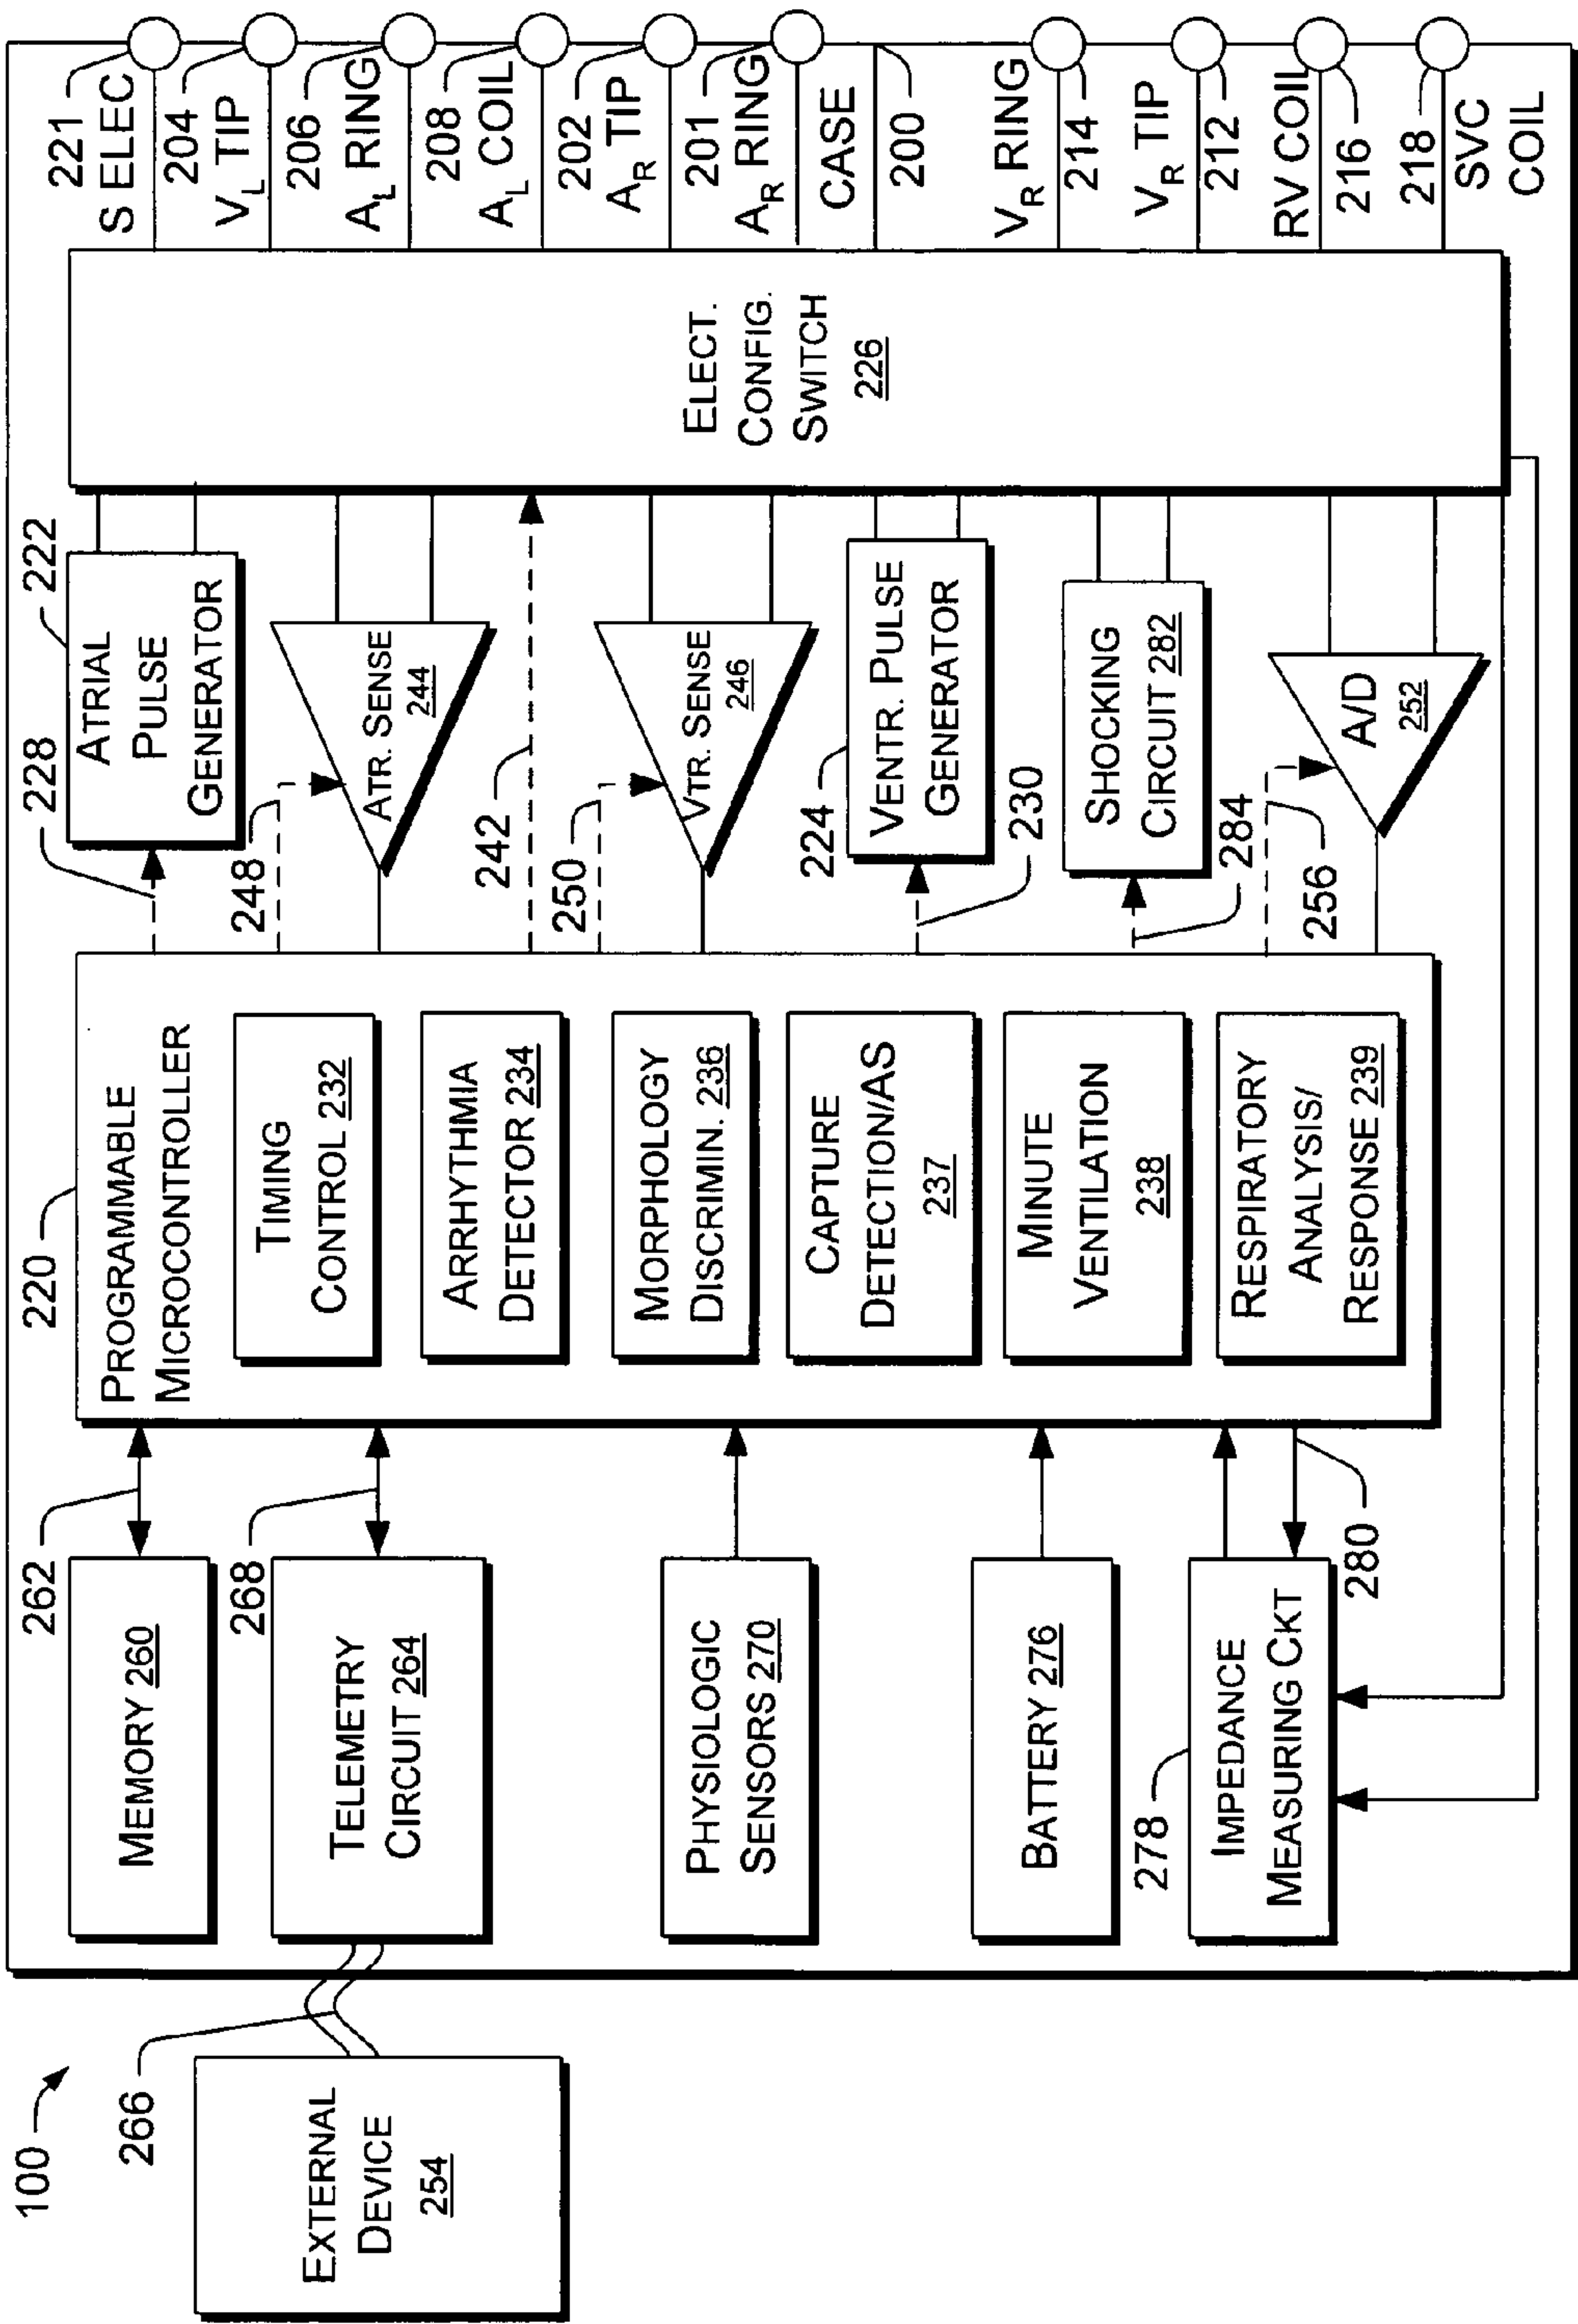 100
EXTERNAL
DEVICE
254
266
MEMORY 260
262
TELEMETRY
CIRCUIT 264
268
PHYSIOLOGIC
SENSORS 270
BATTERY 276
278
IMPEDANCE
MEASURING CKT
280
220
PROGRAMMABLE
MICROCONTROLLER
TIMING
CONTROL 232
ARRHYTHMIA
DETECTOR 234
MORPHOLOGY
DISCRIMIN. 236
CAPTURE
DETECTION/AS
237
MINUTE
VENTILATION
238
RESPIRATORY
ANALYSIS/
RESPONSE 239
222
228
ATRIAL
PULSE
GENERATOR
248
ATR. SENSE
244
242
250
VTR. SENSE
246
224
VENTR. PULSE
GENERATOR
230
SHOCKING
CIRCUIT 282
284
256
A/D
252
ELECT.
CONFIG.
SWITCH
226
221
S ELEC
204
VL TIP
206
AL RING
208
AL COIL
202
AR TIP
201
AR RING
CASE
200
VR RING
214
VR TIP
212
RV COIL
216
218
SVC
COIL